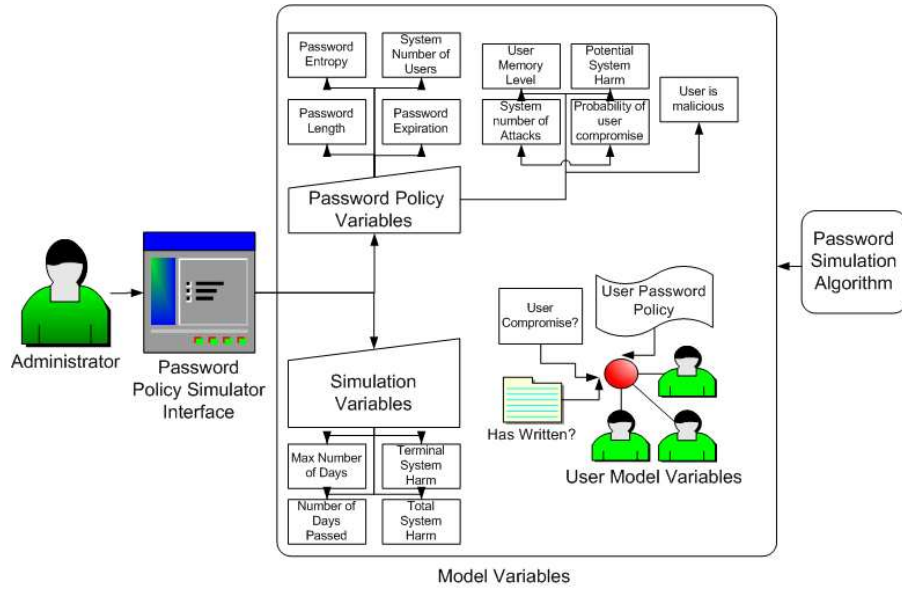 Password
Entropy
System
Number of
Users
Password
Length
Password
Expiration
User
Memory
Level
Potential
System
Harm
User is
malicious
System
number of
Attacks
Probability of
user
compromise
Password Policy
Variables
Password
Simulation
Algorithm
Administrator
Password
Policy Simulator
Interface
User
Compromise?
User Password
Policy
Simulation
Variables
Has Written?
User Model Variables
Max Number
of Days
Terminal
System
Harm
Number of
Days
Passed
Total
System
Harm
Model Variables